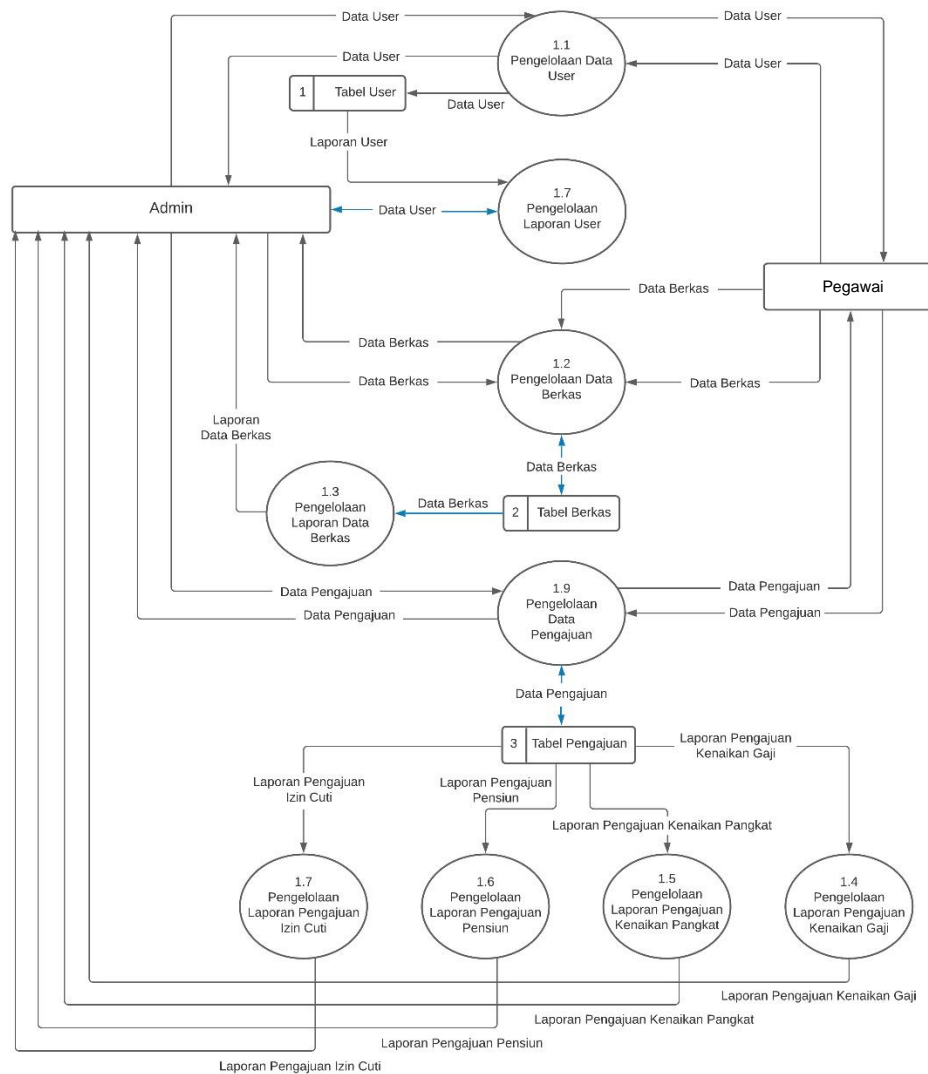 Data User
1.1
Pengelolaan Data
User
Data User
Data User
Data User
1
Tabel User
Data User
Laporan User
Admin
Data User
1.7
Pengelolaan
Laporan User
Pegawai
Data Berkas
Data Berkas
1.2
Pengelolaan Data
Berkas
Data Berkas
Data Berkas
Laporan
Data Berkas
Data Berkas
1.3
Pengelolaan
Laporan Data
Berkas
Data Berkas
2
Tabel Berkas
1.9
Pengelolaan
Data
Pengajuan
Data Pengajuan
Data Pengajuan
Data Pengajuan
Data Pengajuan
Data Pengajuan
3
Tabel Pengajuan
Laporan Pengajuan
Kenaikan Gaji
Laporan Pengajuan
Izin Cuti
Laporan Pengajuan
Pensiun
Laporan Pengajuan Kenaikan Pangkat
1.7
Pengelolaan
Laporan Pengajuan
Izin Cuti
1.6
Pengelolaan
Laporan Pengajuan
Pensiun
1.5
Pengelolaan
Laporan Pengajuan
Kenaikan Pangkat
1.4
Pengelolaan
Laporan Pengajuan
Kenaikan Gaji
Laporan Pengajuan Kenaikan Gaji
Laporan Pengajuan Kenaikan Pangkat
Laporan Pengajuan Pensiun
Laporan Pengajuan Izin Cuti